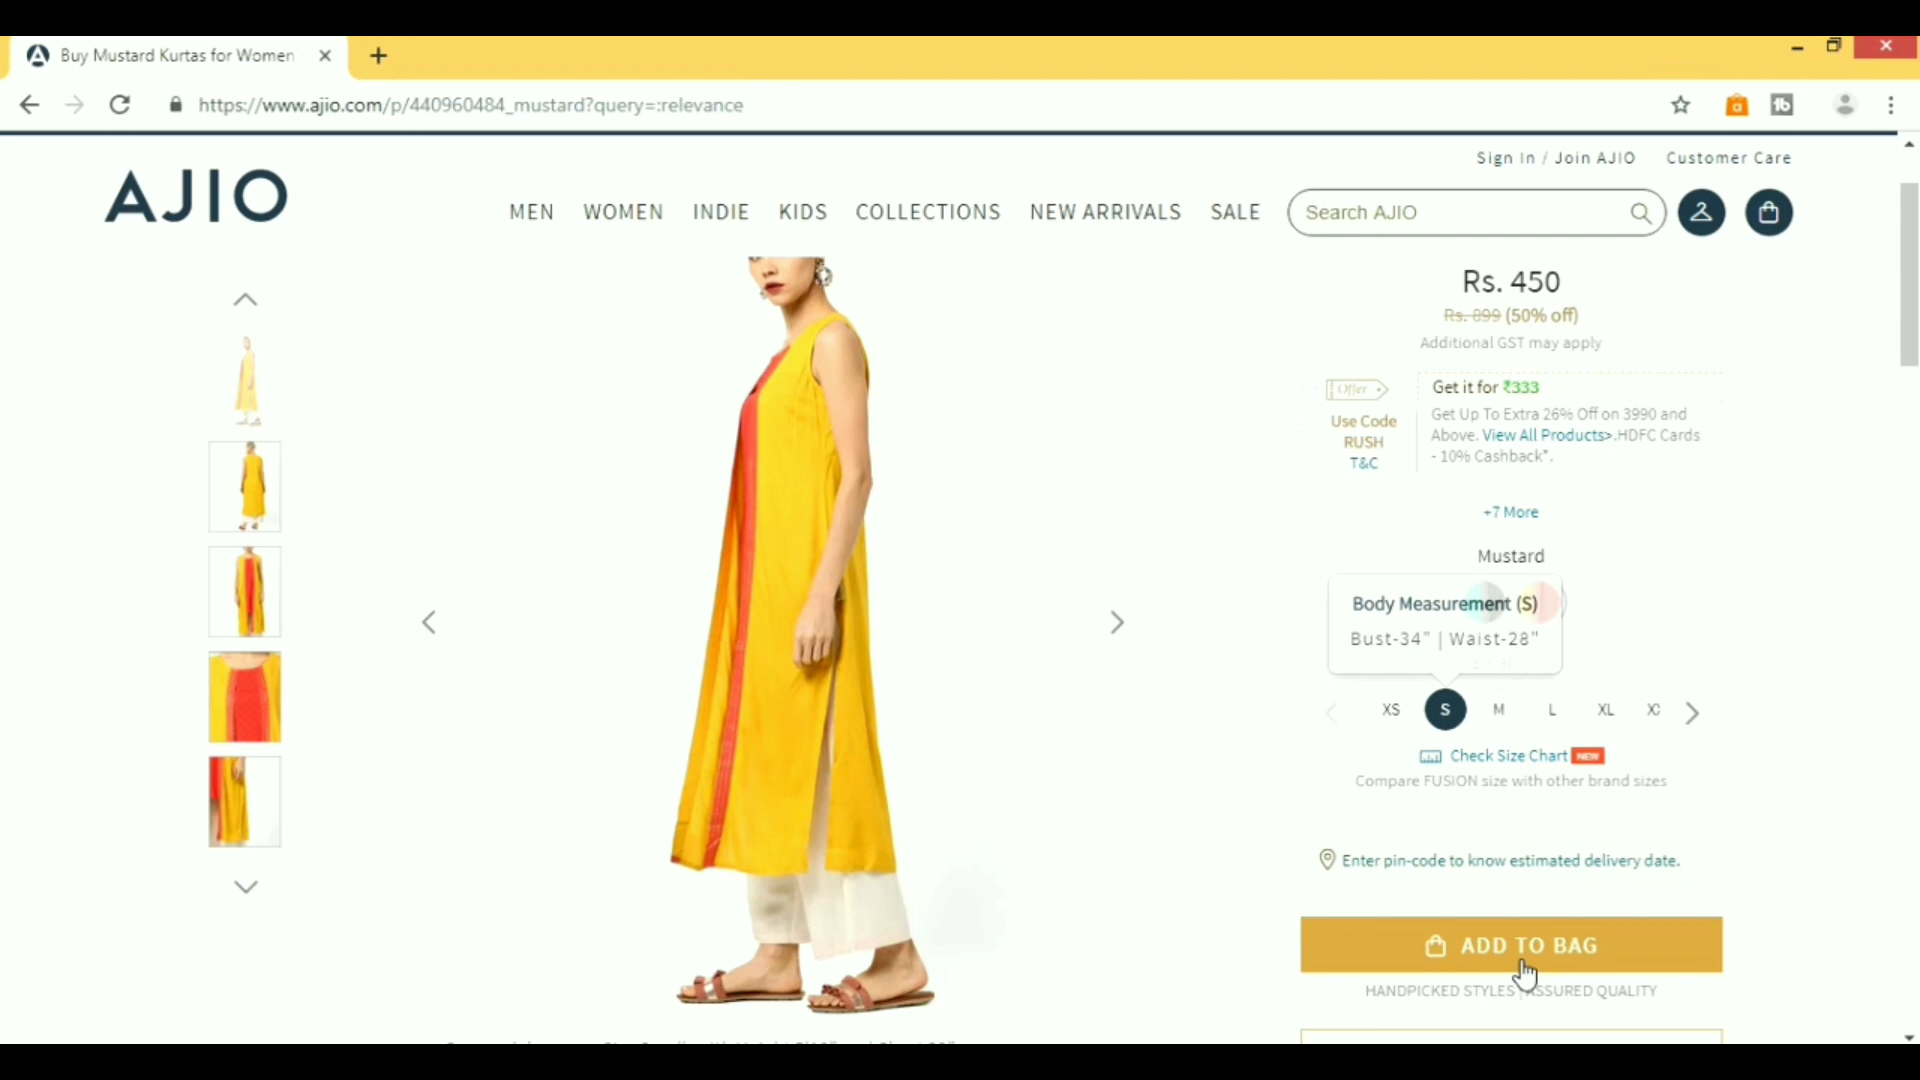 Buy Mustard Kurtas for Women
https://www.ajio.com/p/440960484_mustard?query=:relevance
Sign In / Join AJIO Customer Care
AJIO
MEN WOMEN INDIE KIDS COLLECTIONS NEW ARRIVALS SALE
Search AJIO
Rs. 450
Rs. 899 (50% off)
Additional GST may apply
Offer
Use Code
RUSH
T&C
Get it for ₹333
Get Up To Extra 26% Off on 3990 and
Above. View All Products>.HDFC Cards
- 10% Cashback*.
+7 More
Mustard
Body Measurement (S)
Bust-34" | Waist-28"
XS S M L XL
Check Size Chart NEW
Compare FUSION size with other brand sizes
Enter pin-code to know estimated delivery date.
ADD TO BAG
HANDPICKED STYLES | ASSURED QUALITY